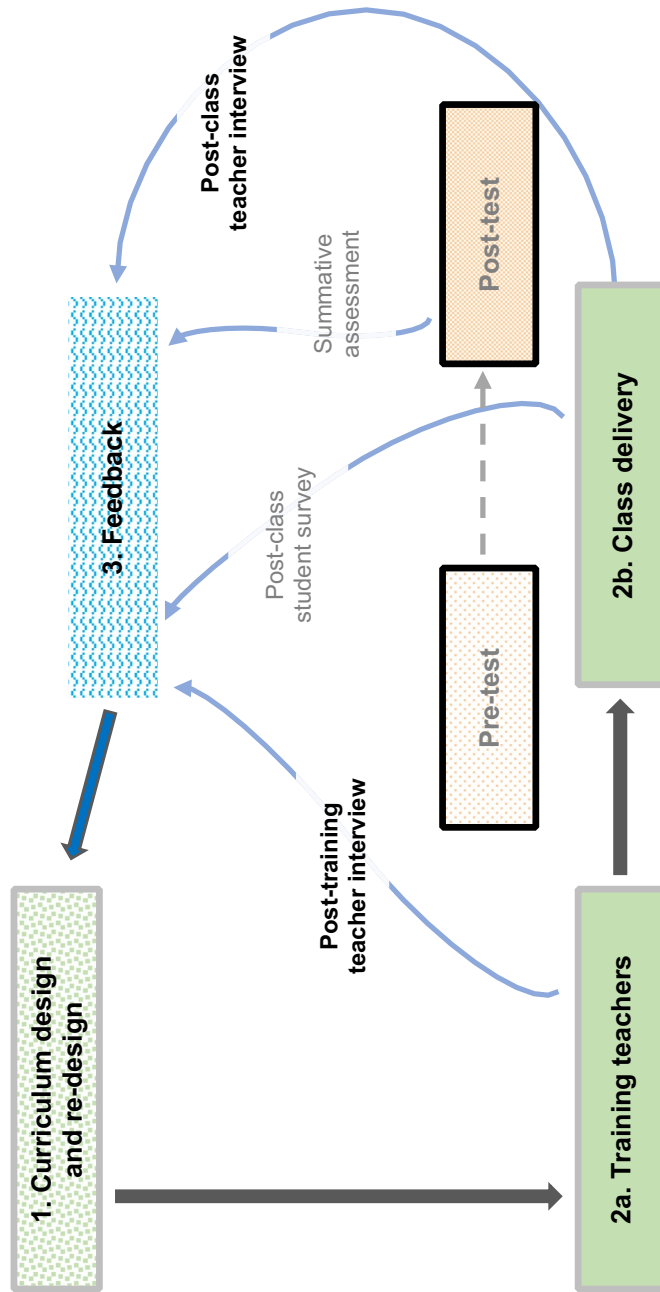 1. Curriculum design
and re-design
3. Feedback
Post-training
teacher interview
Post-class
student survey
Summative
assessment
Post-class
teacher interview
Pre-test
Post-test
2a. Training teachers
2b. Class delivery